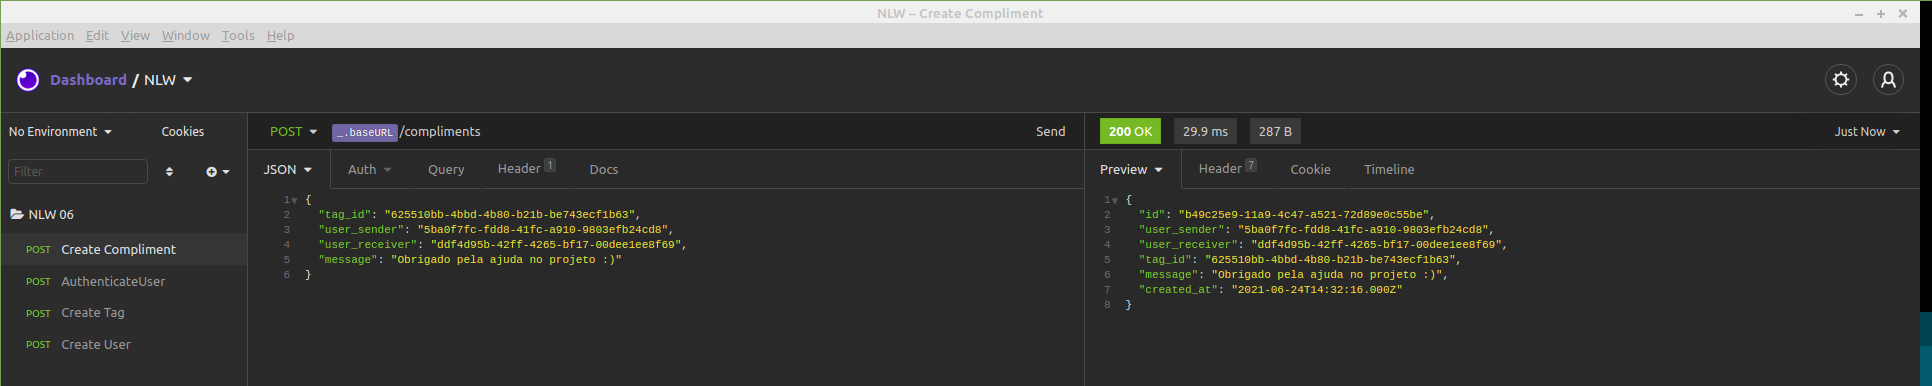 NLW – Create Compliment
Application Edit View Window Tools Help
Dashboard / NLW
No Environment Cookies
POST _.baseURL /compliments Send
200 OK 29.9 ms 287 B Just Now
Filter
JSON Auth Query Header 1 Docs
Preview Header 7 Cookie Timeline
NLW 06
POST Create Compliment
POST AuthenticateUser
POST Create Tag
POST Create User
1 {
2 "tag_id": "625510bb-4bbd-4b80-b21b-be743ecf1b63",
3 "user_sender": "5ba0f7fc-fdd8-41fc-a910-9803efb24cd8",
4 "user_receiver": "ddf4d95b-42ff-4265-bf17-00dee1ee8f69",
5 "message": "Obrigado pela ajuda no projeto :)"
6 }
1 {
2 "id": "b49c25e9-11a9-4c47-a521-72d89e0c55be",
3 "user_sender": "5ba0f7fc-fdd8-41fc-a910-9803efb24cd8",
4 "user_receiver": "ddf4d95b-42ff-4265-bf17-00dee1ee8f69",
5 "tag_id": "625510bb-4bbd-4b80-b21b-be743ecf1b63",
6 "message": "Obrigado pela ajuda no projeto :)",
7 "created_at": "2021-06-24T14:32:16.000Z"
8 }